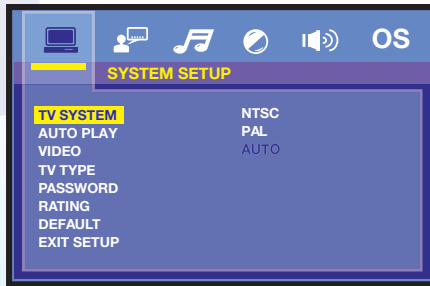 OS
SYSTEM SETUP
TV SYSTEM NTSC
AUTO PLAY PAL
VIDEO AUTO
TV TYPE
PASSWORD
RATING
DEFAULT
EXIT SETUP